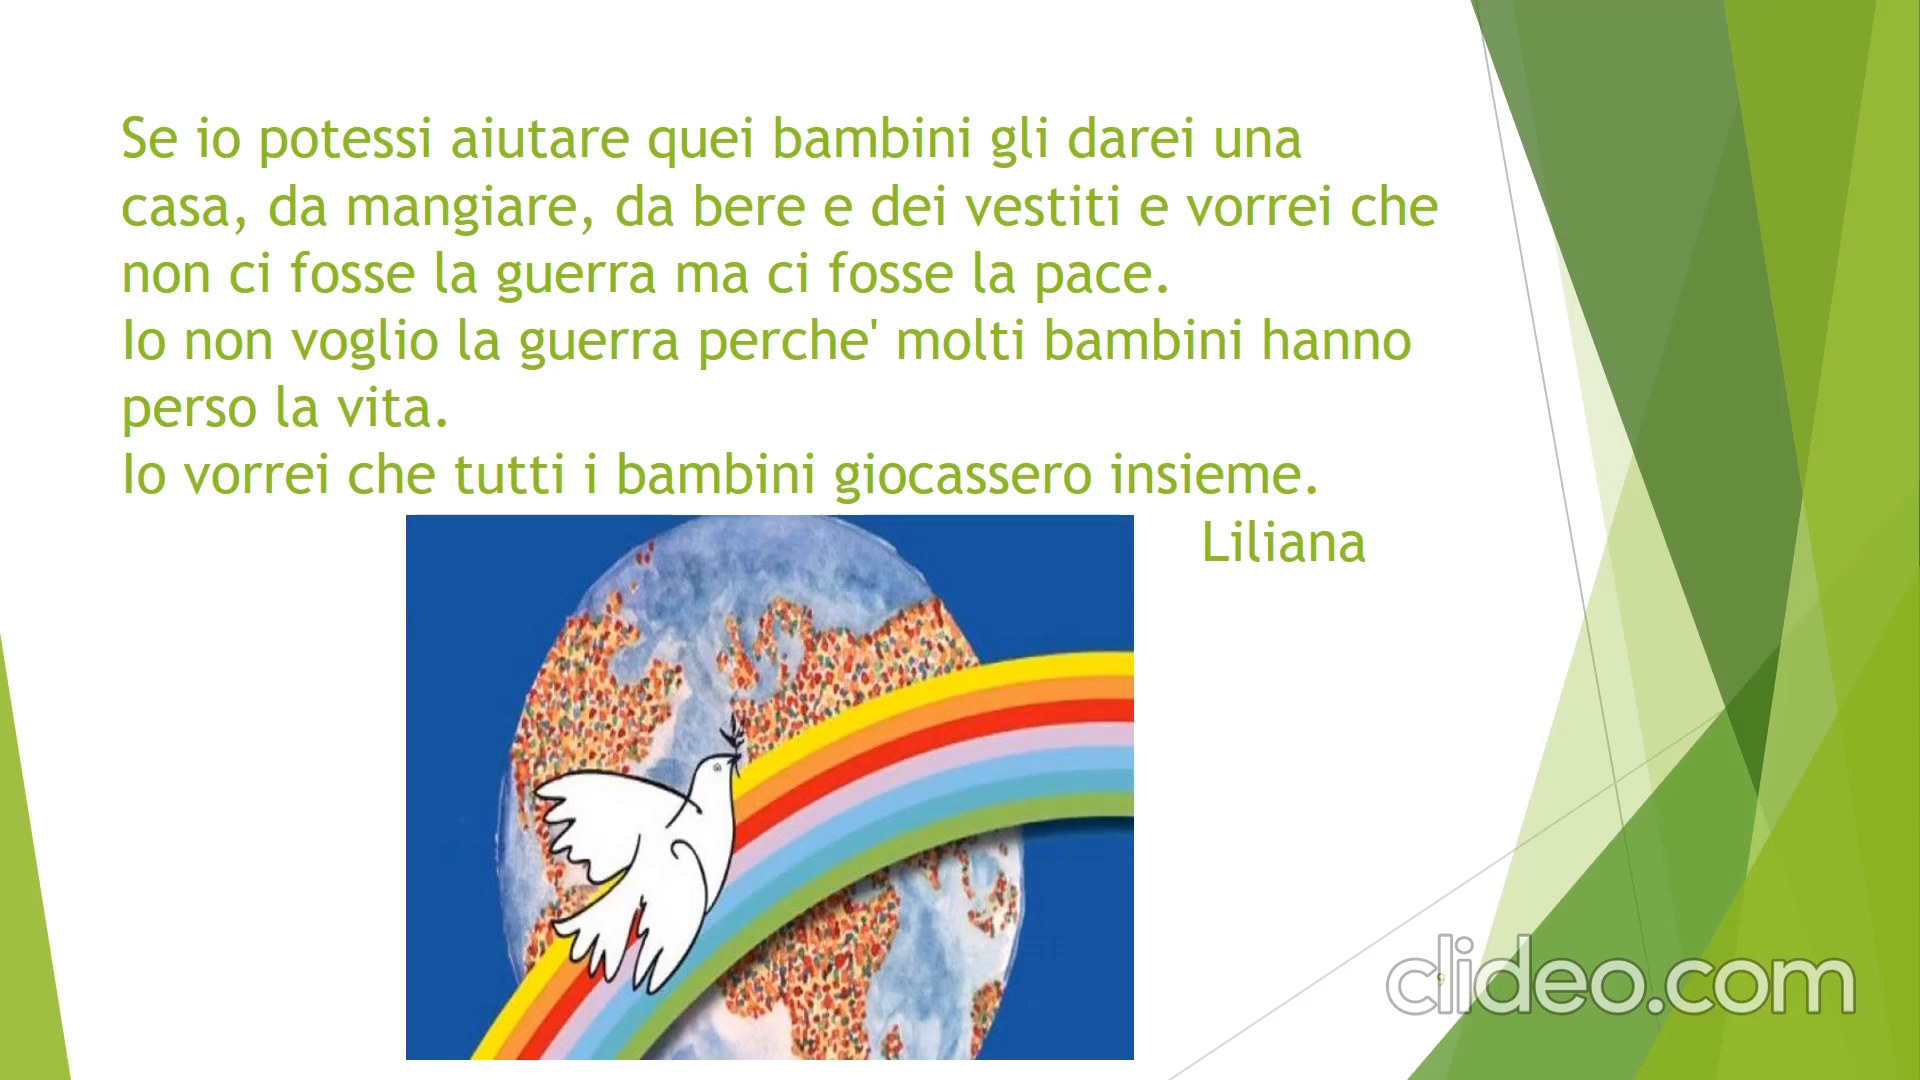 Se io potessi aiutare quei bambini gli darei una
casa, da mangiare, da bere e dei vestiti e vorrei che
non ci fosse la guerra ma ci fosse la pace.
Io non voglio la guerra perche' molti bambini hanno
perso la vita.
Io vorrei che tutti i bambini giocassero insieme.
Liliana
9
clideo.com